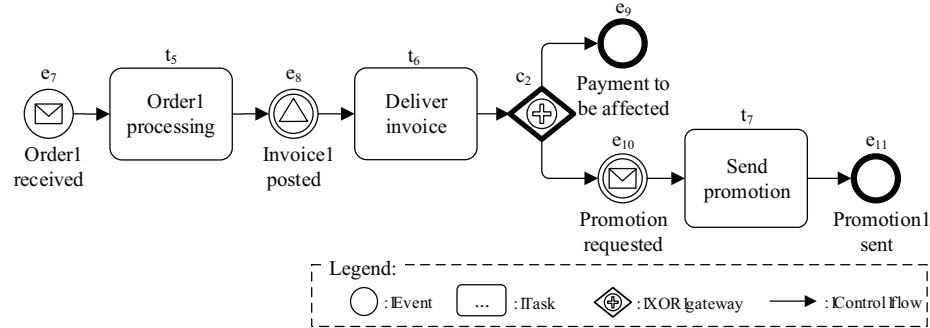 e7
Order1
received
t5
Order1
processing
e8
Invoice1
posted
t6
Deliver
invoice
c2
e9
Payment to
be affected
e10
Promotion
requested
t7
Send
promotion
e11
Promotion1
sent
Legend:
: Event
... : Task
: XOR gateway
: Control flow